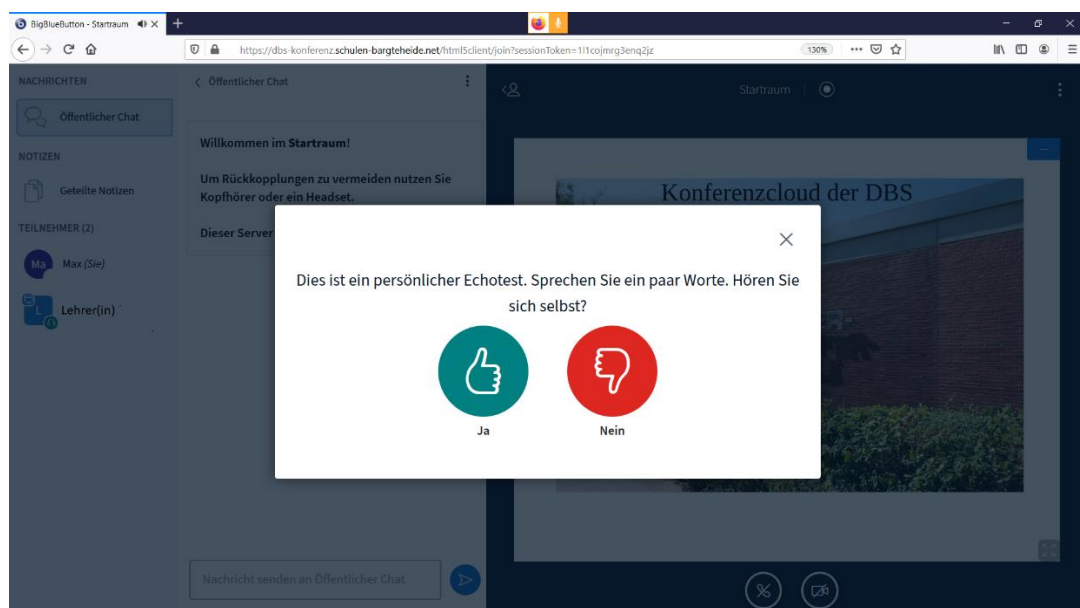 BigBlueButton - Startraum
https://dbs-konferenz.schulen-bargteheide.net/html5client/join?sessionToken=1l1cojmrg3enq2jz
130%
NACHRICHTEN
Öffentlicher Chat
NOTIZEN
Geteilte Notizen
TEILNEHMER (2)
Ma
Max (Sie)
L
Lehrer(in)
Öffentlicher Chat
Willkommen im Startraum!
Um Rückkopplungen zu vermeiden nutzen Sie
Kopfhörer oder ein Headset.
Dieser Server
Nachricht senden an Öffentlicher Chat
Startraum
Konferenzcloud der DBS
Dies ist ein persönlicher Echotest. Sprechen Sie ein paar Worte. Hören Sie
sich selbst?
Ja
Nein